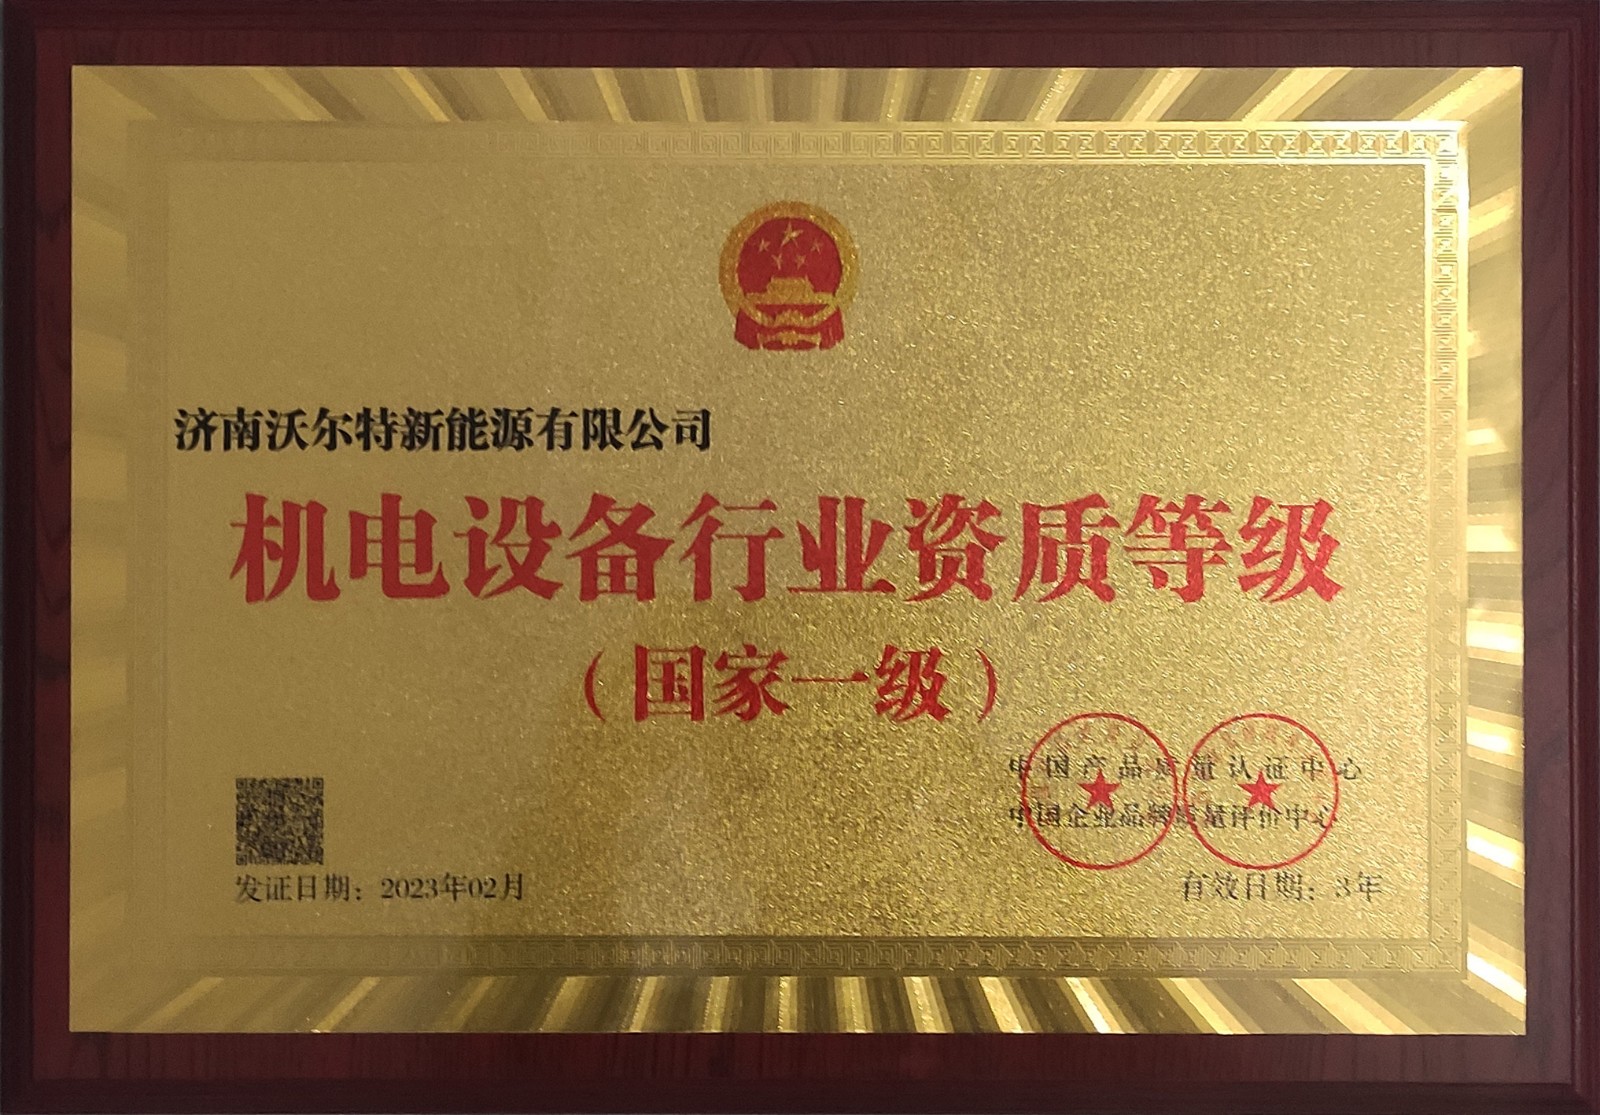 济南沃尔特新能源有限公司
机电设备行业资质等级
（国家一级）
中国产品质量认证中心
中国企业品牌质量评价中心
发证日期：2023年02月
有效日期：3年